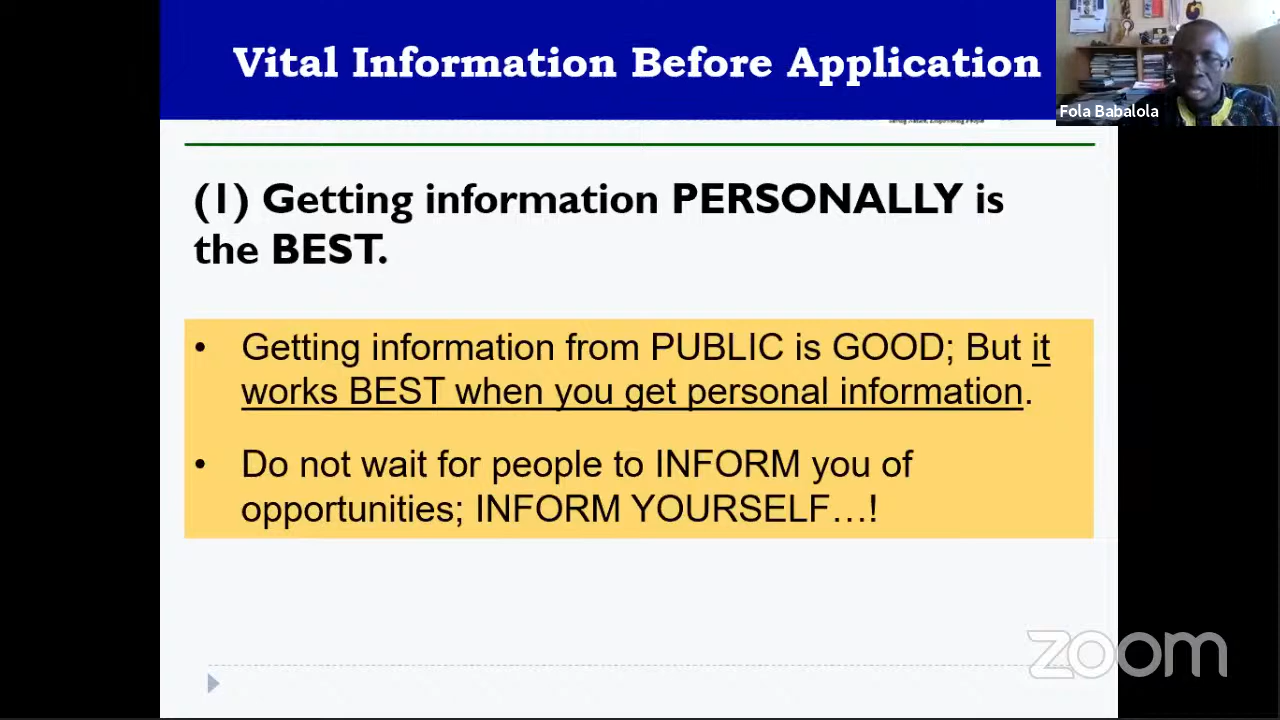 Vital Information Before Application
Fola Babalola
(1) Getting information PERSONALLY is
the BEST.
• Getting information from PUBLIC is GOOD; But it
works BEST when you get personal information.
• Do not wait for people to INFORM you of
opportunities; INFORM YOURSELF…!
zoom